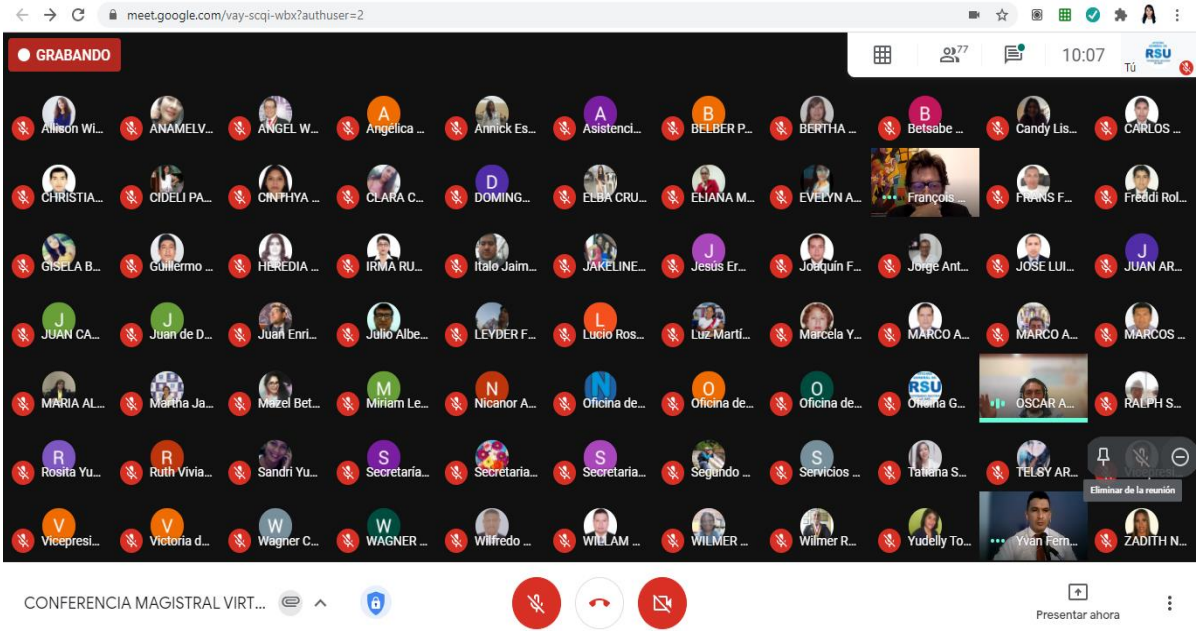 meet.google.com/vay-scqi-wbx?authuser=2
GRABANDO
77
10:07
Tú
RSU
Allison Wi...
ANAMELV...
ANGEL W...
A
Angélica ...
Annick Es...
A
Asistenci...
B
BELBER P...
BERTHA ...
B
Betsabe ...
Candy Lis...
CARLOS ...
CHRISTIA...
CIDELI PA...
CINTHYA ...
CLARA C...
D
DOMING...
ELBA CRU...
ELIANA M...
EVELYN A...
François ...
FRANS F...
Freddi Rol...
GISELA B...
Guillermo ...
HEREDIA ...
IRMA RU...
Italo Jaim...
JAKELINE...
J
Jesús Er...
Joaquín F...
Jorge Ant...
JOSE LUI...
J
JUAN AR...
J
JUAN CA...
J
Juan de D...
Juan Enri...
Julio Albe...
LEYDER F...
L
Lucio Ros...
Luz Martí...
Marcela Y...
MARCO A...
MARCO A...
MARCOS ...
MARIA AL...
Martha Ja...
Mazel Bet...
M
Miriam Le...
N
Nicanor A...
N
Oficina de...
O
Oficina de...
O
Oficina de...
RSU
Oficina G...
OSCAR A...
RALPH S...
R
Rosita Yu...
R
Ruth Vivia...
Sandri Yu...
S
Secretaría...
Secretaria...
S
Secretaria...
Segundo ...
S
Servicios ...
Tatiana S...
TELSY AR...
Vicepresi...
Eliminar de la reunión
V
Vicepresi...
V
Victoria d...
W
Wagner C...
W
WAGNER ...
Wilfredo ...
WILLAM ...
WILMER ...
Wilmer R...
Yudelly To...
Yvan Fern...
ZADITH N...
CONFERENCIA MAGISTRAL VIRT...
Presentar ahora